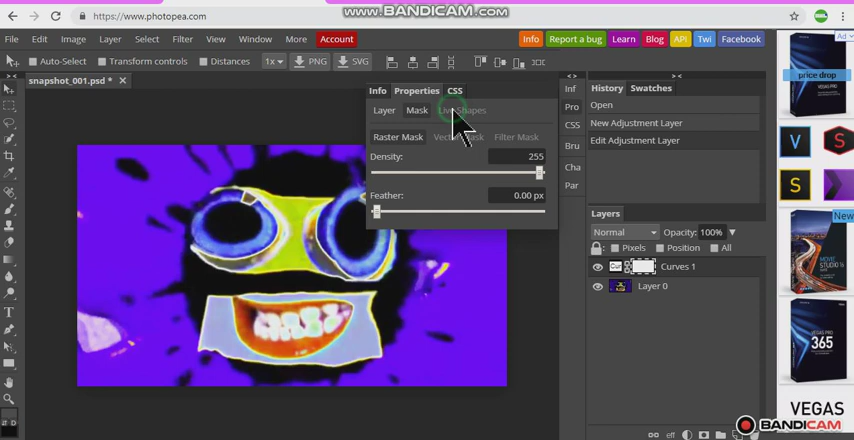 https://www.photopea.com
www.BANDICAM.com
Ad
File Edit Image Layer Select Filter View Window More Account
Info Report a bug Learn Blog API Twi Facebook
Auto-Select Transform controls Distances 1x PNG SVG
snapshot_001.psd *
Info Properties CSS
Layer Mask Live Shapes
Raster Mask Vector Mask Filter Mask
Density: 255
Feather: 0.00 px
Inf
Pro
CSS
Bru
Cha
Par
History Swatches
Open
New Adjustment Layer
Edit Adjustment Layer
Layers
Normal Opacity: 100%
Pixels Position All
Curves 1
Layer 0
eff
T
D
price drop
V
S
S
New
MOVIE STUDIO
VEGAS PRO
365
VEGAS
BANDICAM